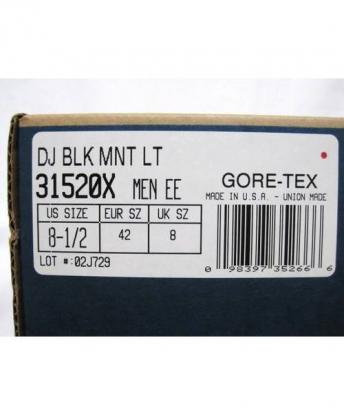 DJ BLK MNT LT
31520X MEN EE
GORE-TEX
MADE IN U.S.A. - UNION MADE
US SIZE EUR SZ UK SZ
8-1/2 42 8
LOT #:02J729
0 98397 35266 6